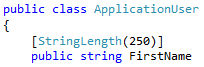 public class ApplicationUser
{
    [StringLength(250)]
    public string FirstName